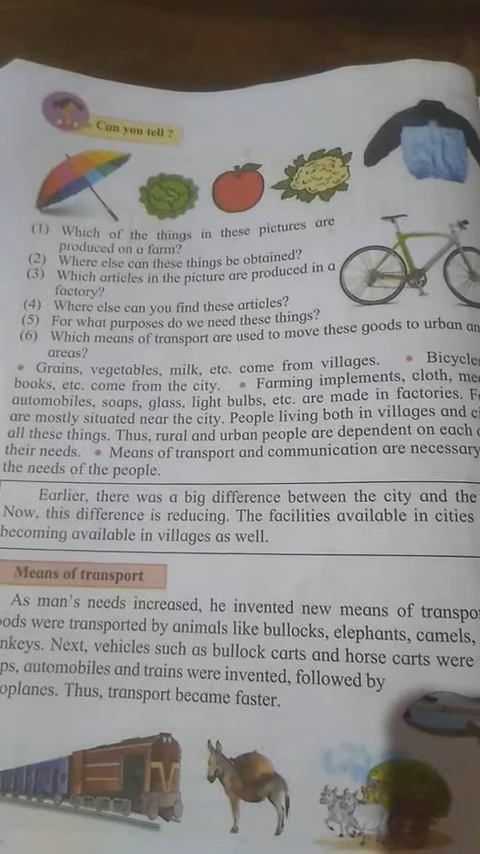 Can you tell ?
(1) Which of the things in these pictures are
produced on a farm?
(2) Where else can these things be obtained?
(3) Which articles in the picture are produced in a
factory?
(4) Where else can you find these articles?
(5) For what purposes do we need these things?
(6) Which means of transport are used to move these goods to urban
areas?
• Grains, vegetables, milk, etc. come from villages. • Bicycle
books, etc. come from the city. • Farming implements, cloth,
automobiles, soaps, glass, light bulbs, etc. are made in factories.
are mostly situated near the city. People living both in villages and
all these things. Thus, rural and urban people are dependent on each
their needs. • Means of transport and communication are necessary
the needs of the people.
Earlier, there was a big difference between the city and the
Now, this difference is reducing. The facilities available in cities
becoming available in villages as well.
Means of transport
As man's needs increased, he invented new means of
were transported by animals like bullocks, elephants, camels,
Next, vehicles such as bullock carts and horse carts were
automobiles and trains were invented, followed by
Thus, transport became faster.